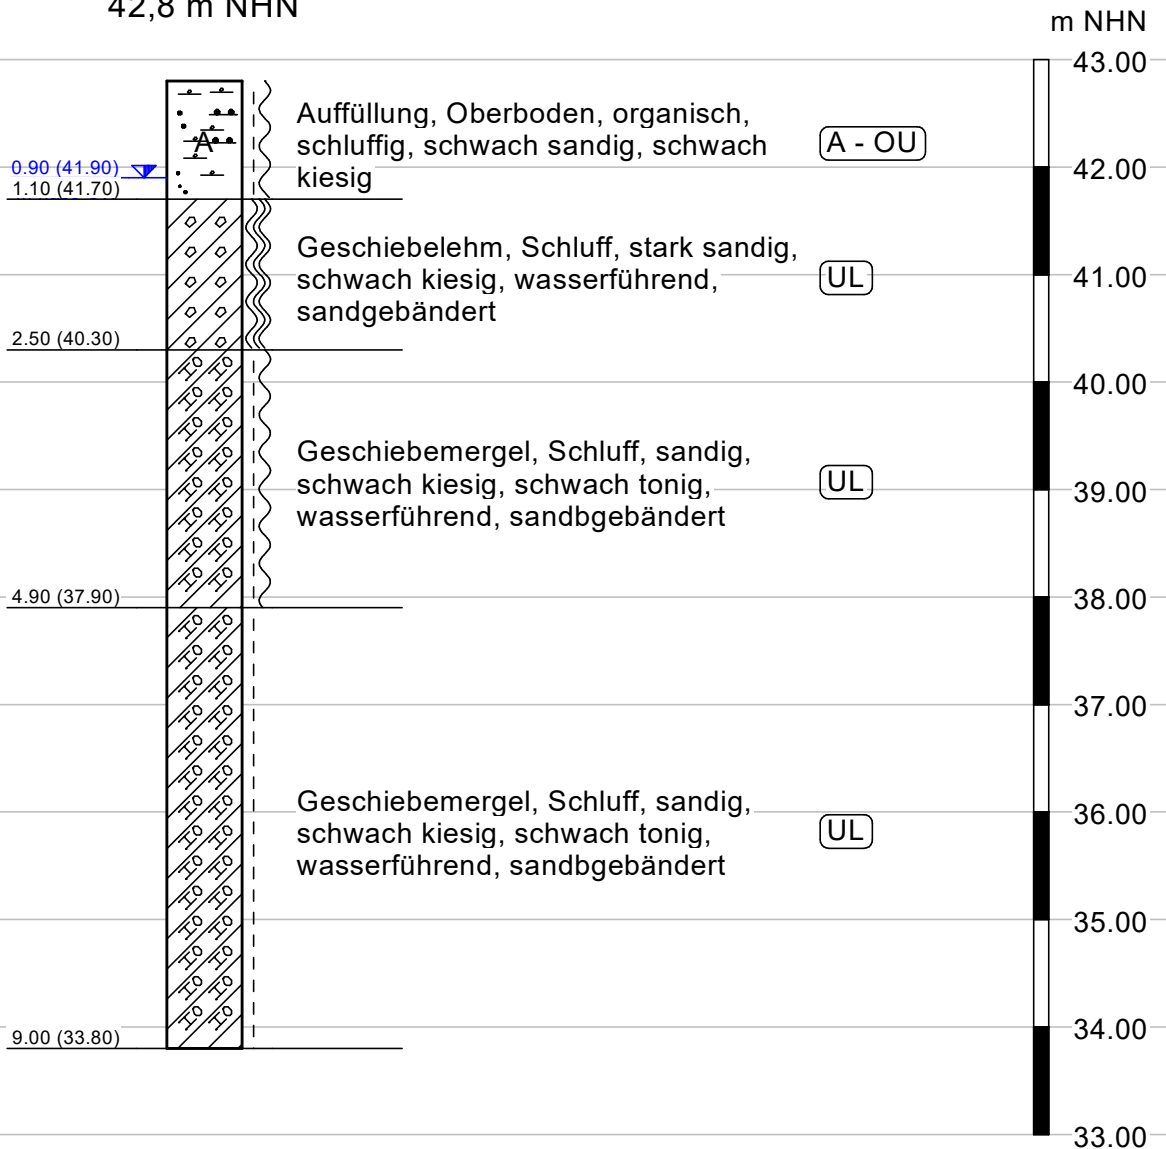 42,8 m NHN
m NHN
43.00
Auffüllung, Oberboden, organisch,
schluffig, schwach sandig, schwach
kiesig
A - OU
A
0.90 (41.90)
42.00
1.10 (41.70)
Geschiebelehm, Schluff, stark sandig,
schwach kiesig, wasserführend,
sandgebändert
UL
41.00
2.50 (40.30)
40.00
Geschiebemergel, Schluff, sandig,
schwach kiesig, schwach tonig,
wasserführend, sandbgebändert
UL
39.00
4.90 (37.90)
38.00
37.00
Geschiebemergel, Schluff, sandig,
schwach kiesig, schwach tonig,
wasserführend, sandbgebändert
UL
36.00
35.00
34.00
9.00 (33.80)
33.00